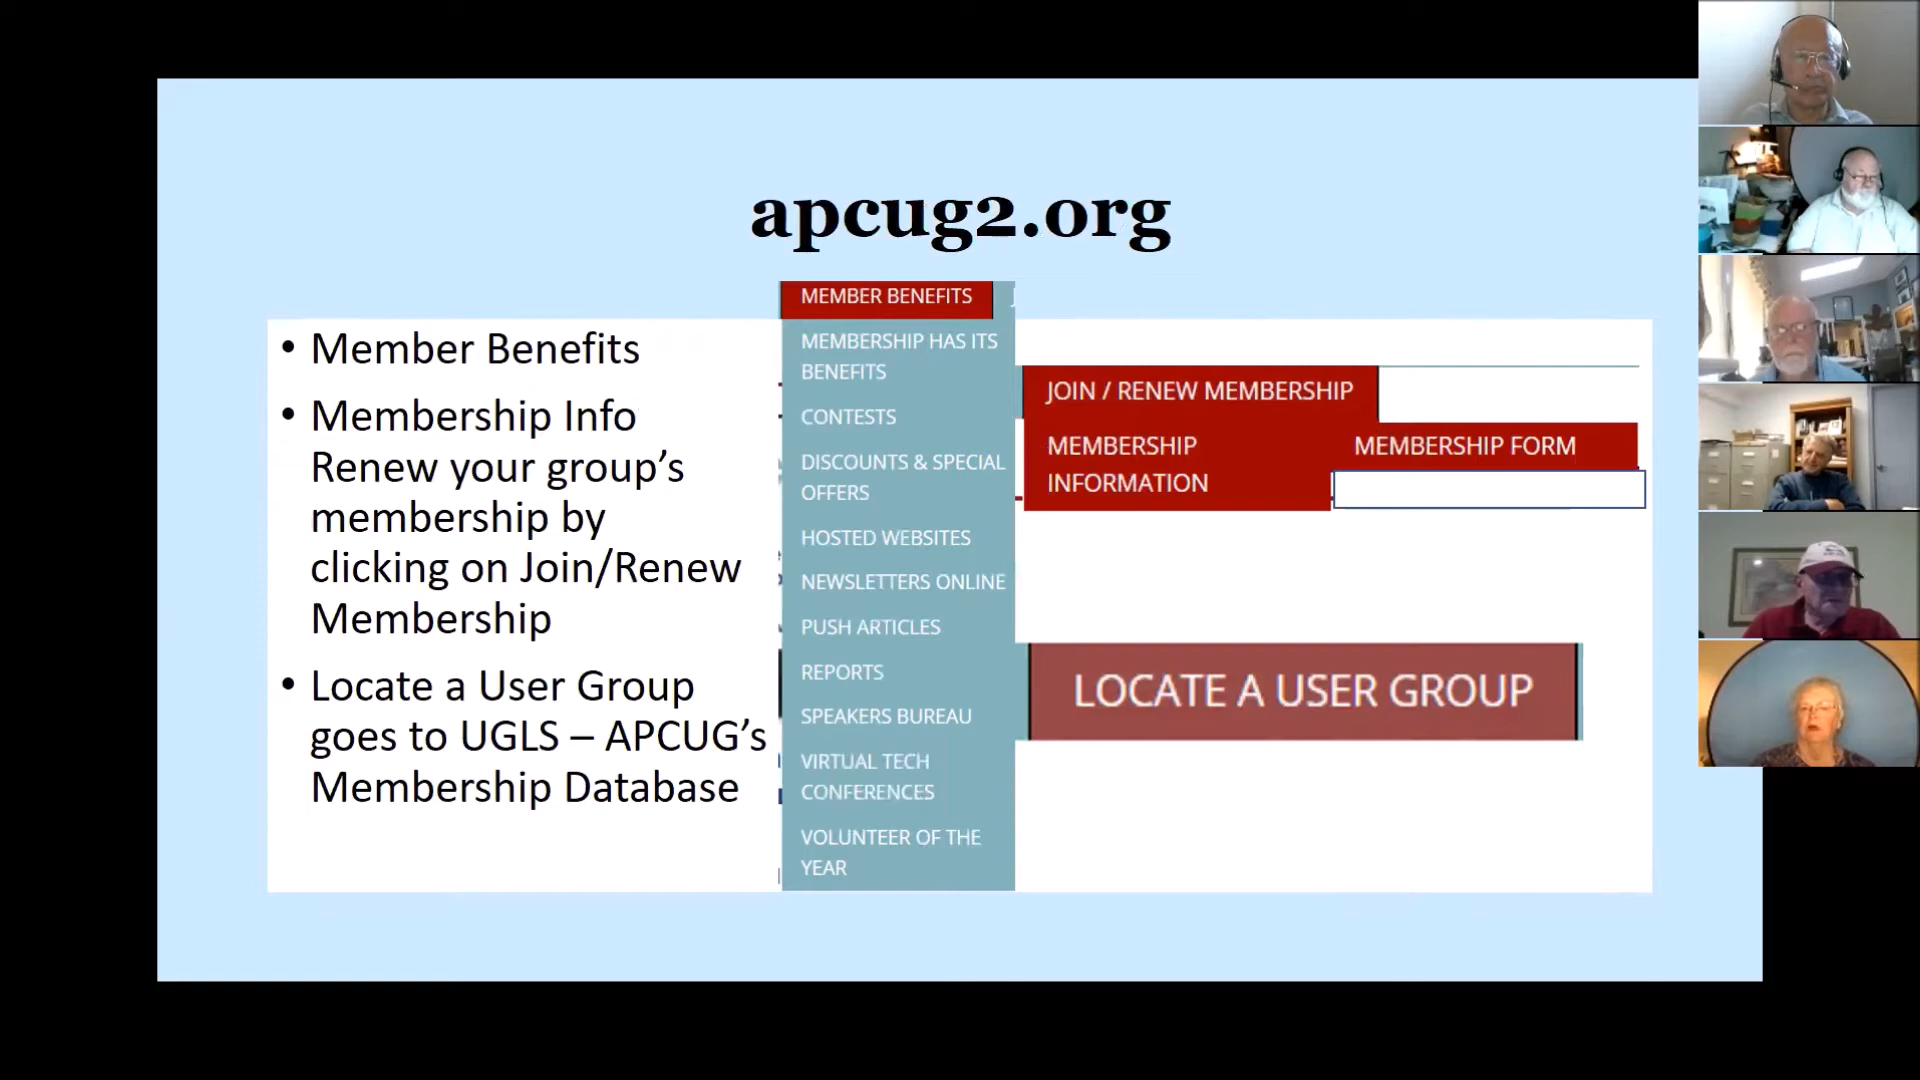 apcug2.org
• Member Benefits
• Membership Info
Renew your group’s
membership by
clicking on Join/Renew
Membership
• Locate a User Group
goes to UGLS – APCUG’s
Membership Database
MEMBER BENEFITS
MEMBERSHIP HAS ITS
BENEFITS
CONTESTS
DISCOUNTS & SPECIAL
OFFERS
HOSTED WEBSITES
NEWSLETTERS ONLINE
PUSH ARTICLES
REPORTS
SPEAKERS BUREAU
VIRTUAL TECH
CONFERENCES
VOLUNTEER OF THE
YEAR
JOIN / RENEW MEMBERSHIP
MEMBERSHIP
INFORMATION
MEMBERSHIP FORM
LOCATE A USER GROUP